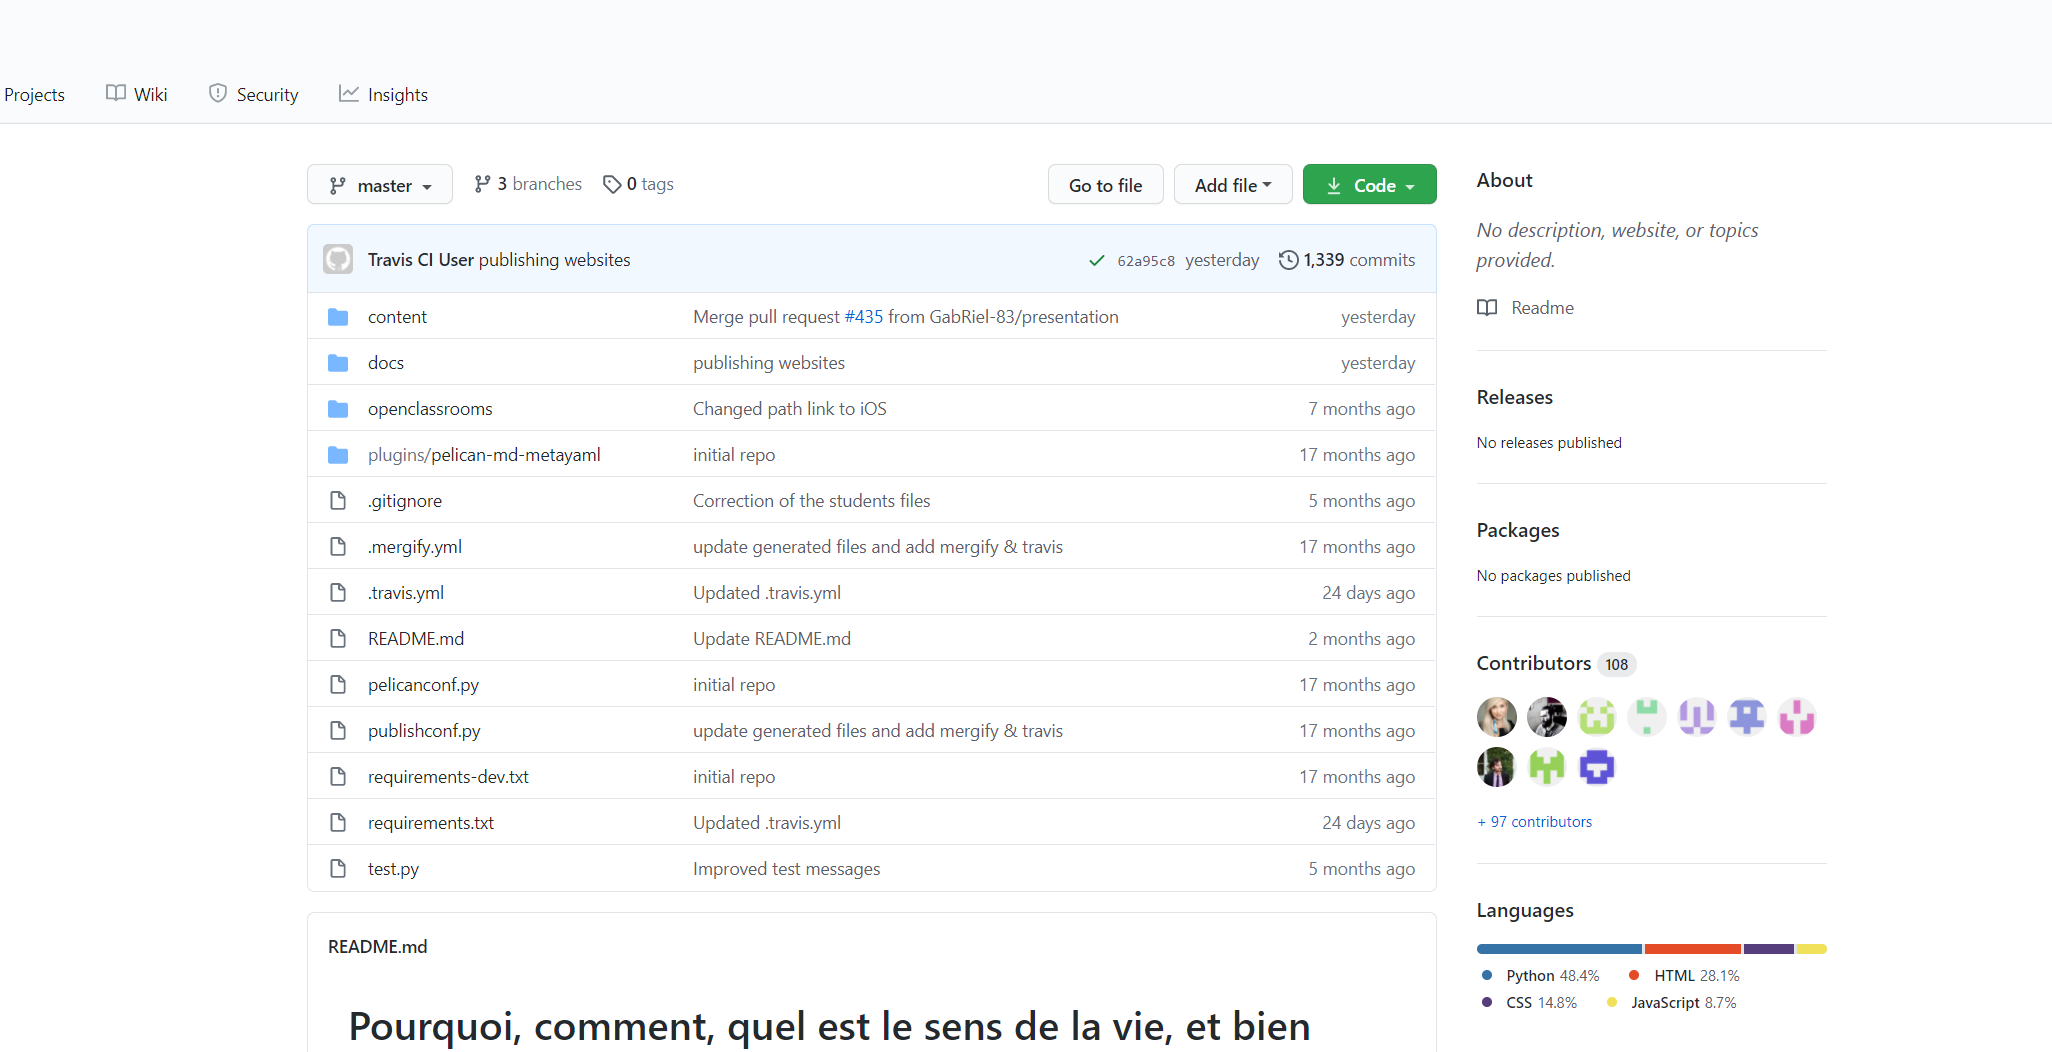 Projects Wiki Security Insights
master 3 branches 0 tags Go to file Add file Code
Travis CI User publishing websites 62a95c8 yesterday 1,339 commits
content Merge pull request #435 from GabRiel-83/presentation yesterday
docs publishing websites yesterday
openclassrooms Changed path link to iOS 7 months ago
plugins/pelican-md-metayaml initial repo 17 months ago
.gitignore Correction of the students files 5 months ago
.mergify.yml update generated files and add mergify & travis 17 months ago
.travis.yml Updated .travis.yml 24 days ago
README.md Update README.md 2 months ago
pelicanconf.py initial repo 17 months ago
publishconf.py update generated files and add mergify & travis 17 months ago
requirements-dev.txt initial repo 17 months ago
requirements.txt Updated .travis.yml 24 days ago
test.py Improved test messages 5 months ago
README.md
Pourquoi, comment, quel est le sens de la vie, et bien
About
No description, website, or topics
provided.
Readme
Releases
No releases published
Packages
No packages published
Contributors 108
+ 97 contributors
Languages
Python 48.4% HTML 28.1%
CSS 14.8% JavaScript 8.7%